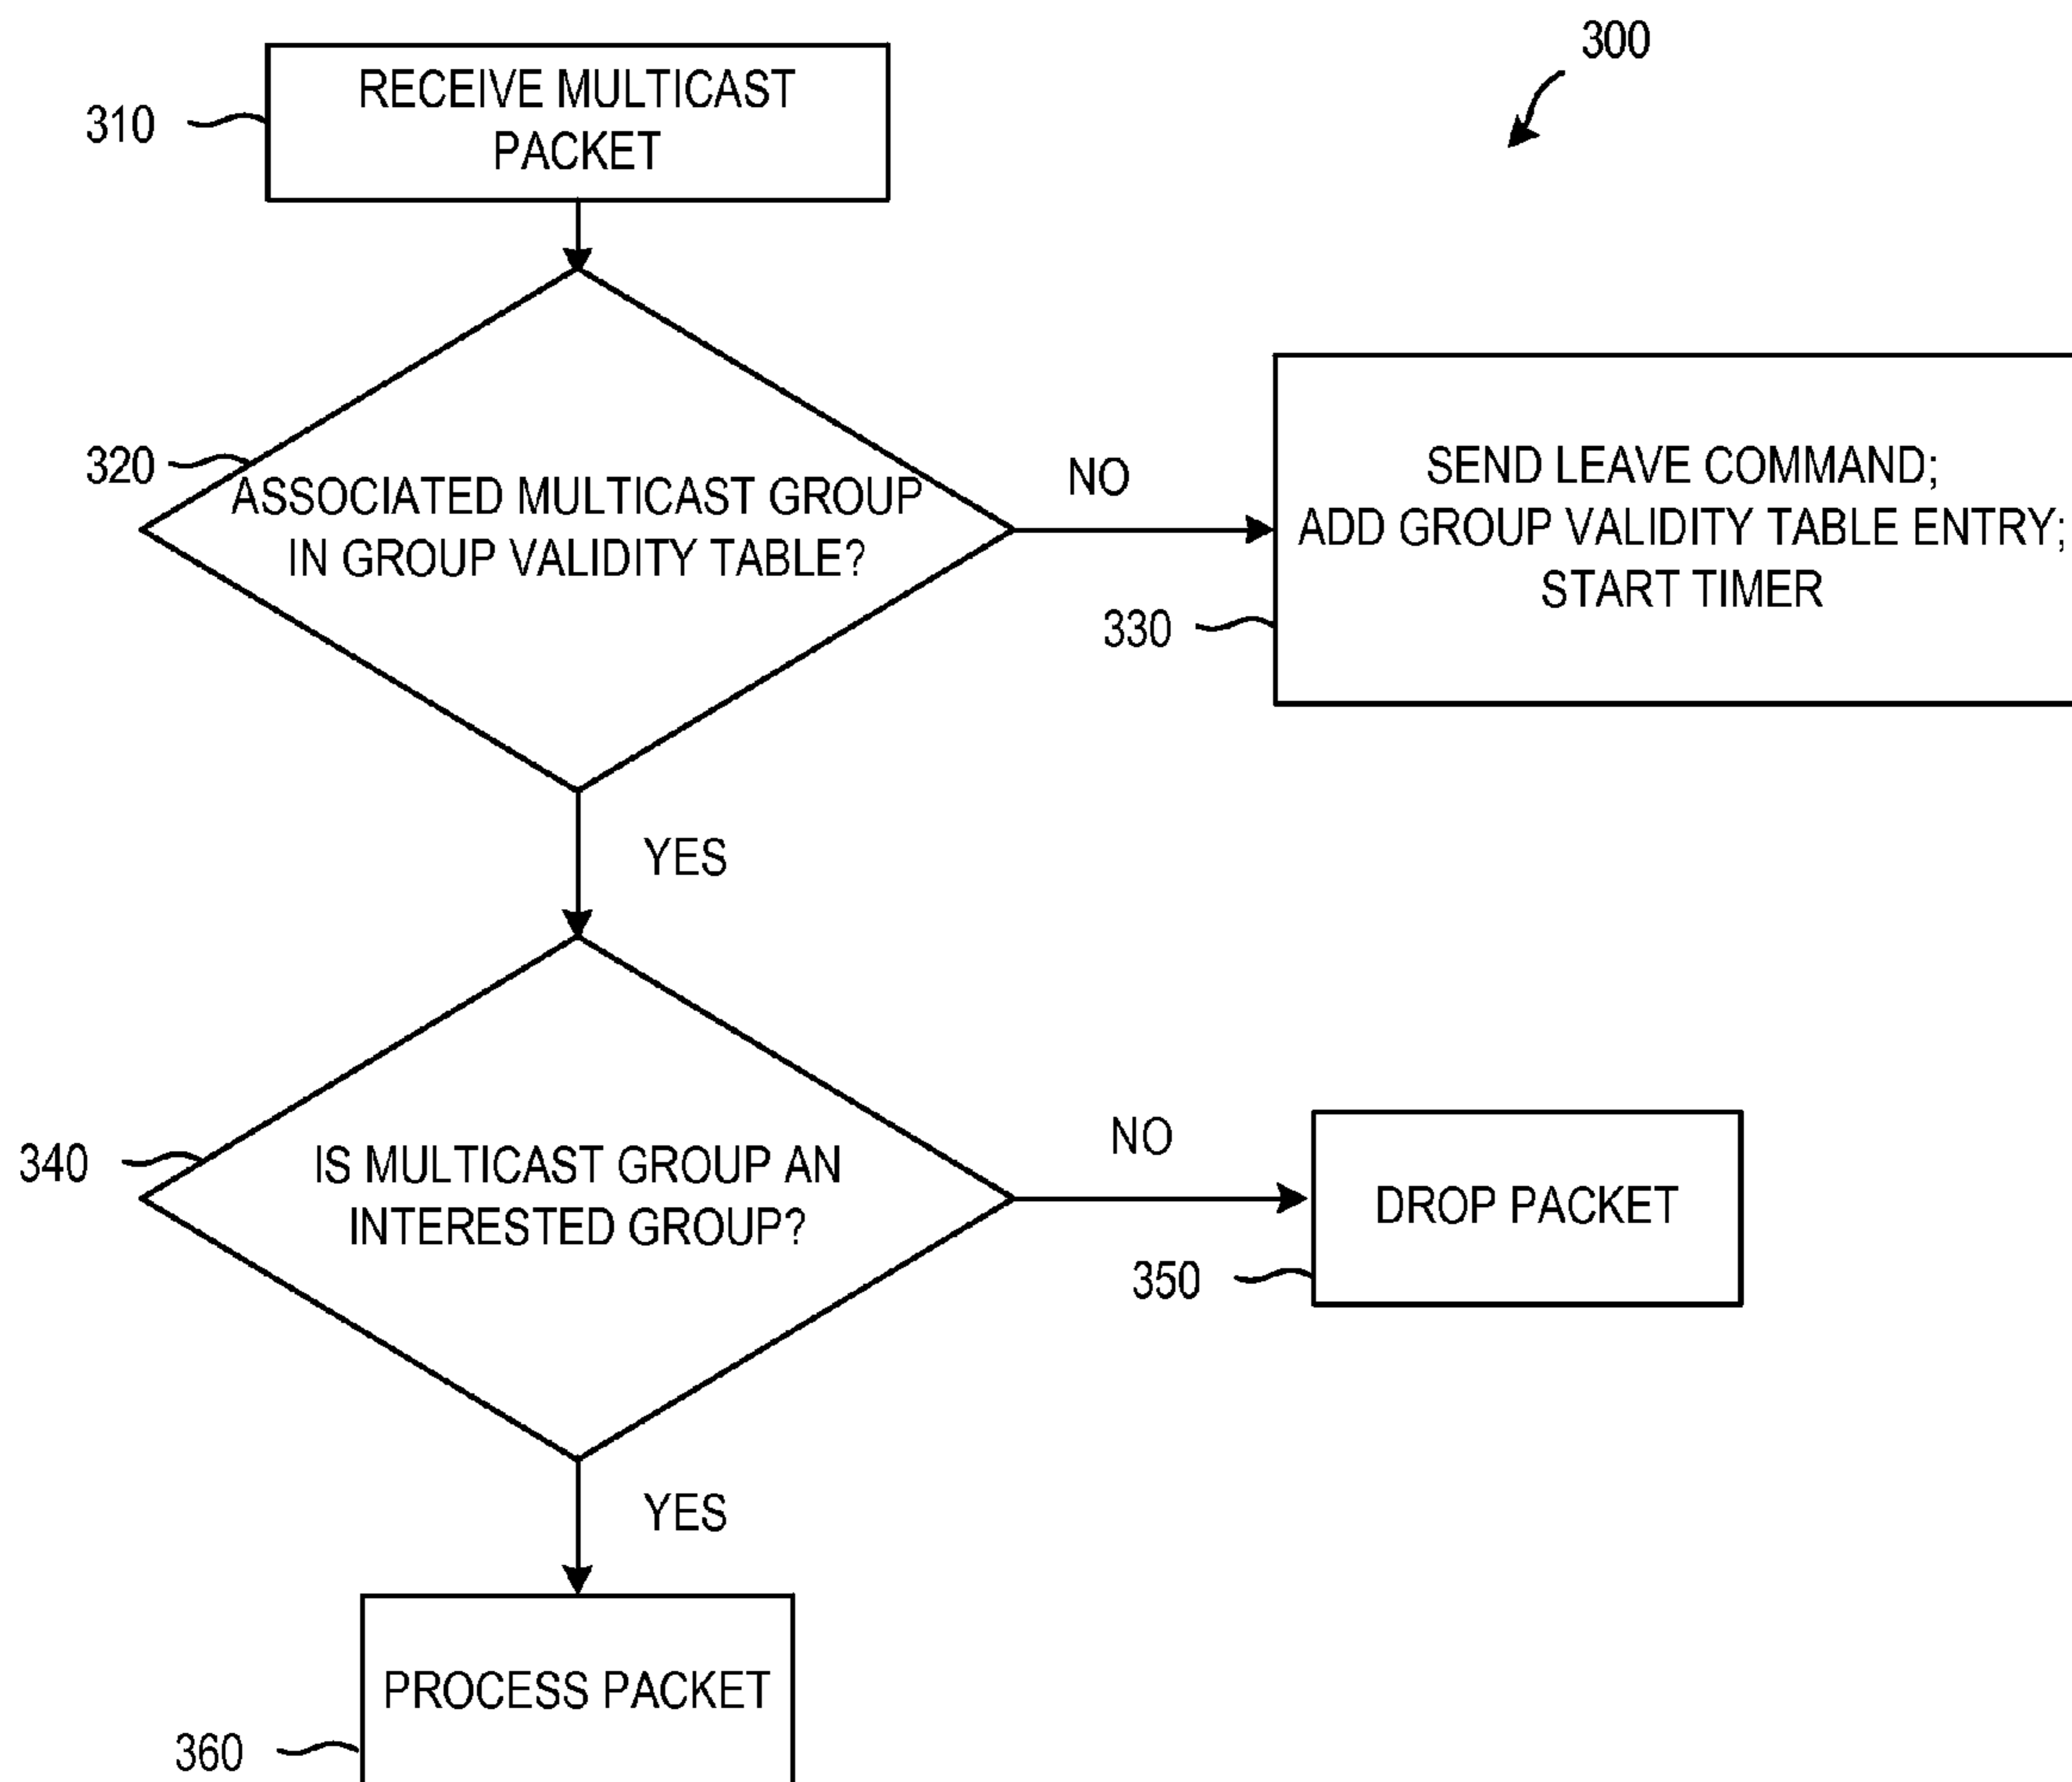 300
RECEIVE MULTICAST
PACKET
310
320
ASSOCIATED MULTICAST GROUP
IN GROUP VALIDITY TABLE?
NO
SEND LEAVE COMMAND;
ADD GROUP VALIDITY TABLE ENTRY;
START TIMER
330
YES
340
IS MULTICAST GROUP AN
INTERESTED GROUP?
NO
DROP PACKET
350
YES
PROCESS PACKET
360